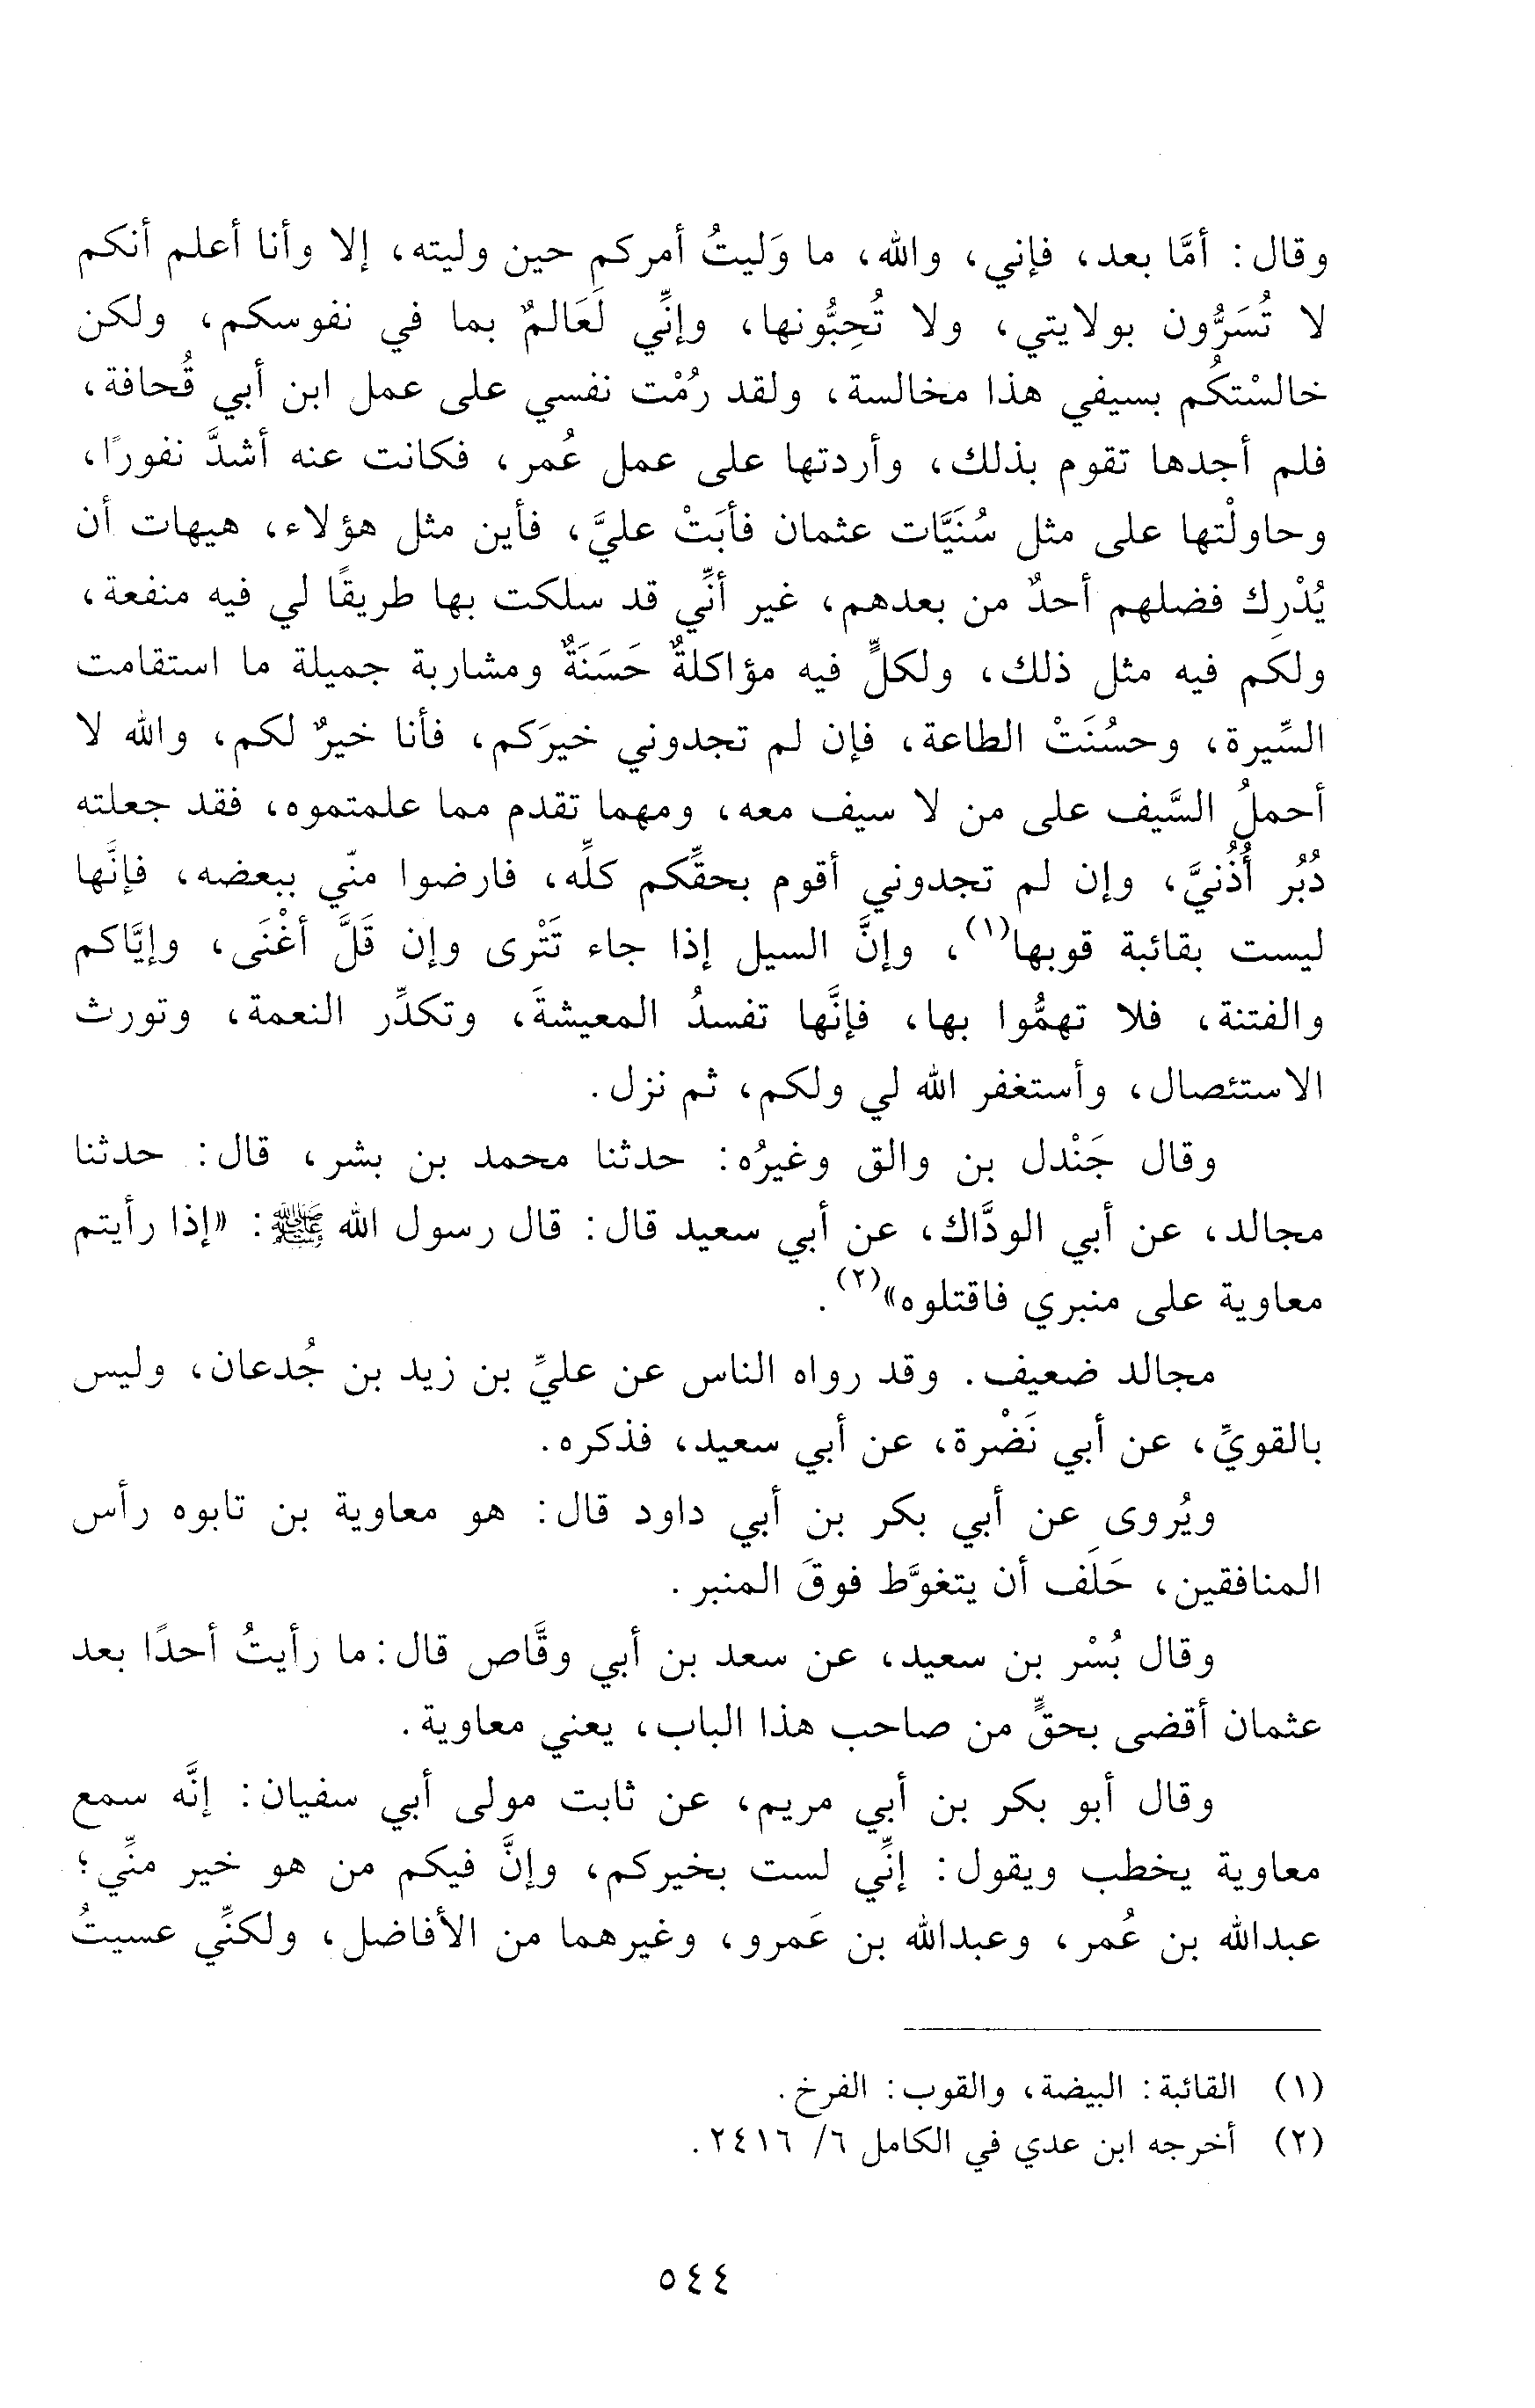 وقال: أمَّا بعد، فإني، والله، ما وَليتُ أمركم حين وليته، إلا وأنا أعلم أنكم
لا تُسَرُّون بولايتي، ولا تُحِبُّونها، وإنِّي لَعَالمٌ بما في نفوسكم، ولكن
خالسْتكُم بسيفي هذا مخالسة، ولقد رُمْت نفسي على عمل ابن أبي قُحافة،
فلم أجدها تقوم بذلك، وأردتها على عمل عُمر، فكانت عنه أشدَّ نفورًا،
وحاولْتها على مثل سُنَيَّات عثمان فأبَتْ عليَّ، فأين مثل هؤلاء، هيهات أن
يُدْرِك فضلهم أحدٌ من بعدهم، غير أنِّي قد سلكت بها طريقًا لي فيه منفعة،
ولكَم فيه مثل ذلك، ولكلٍّ فيه مؤاكلةٌ حَسَنَةٌ ومشاربة جميلة ما استقامت
السِّيرة، وحسُنَتْ الطاعة، فإن لم تجدوني خيرَكم، فأنا خيرٌ لكم، والله لا
أحملُ السَّيف على من لا سيف معه، ومهما تقدم مما علمتموه، فقد جعلته
دُبُر أُذُنيَّ، وإن لم تجدوني أقوم بحقِّكم كلِّه، فارضوا منّي ببعضه، فإنَّها
ليست بقائبة قوبها(١)، وإنَّ السيل إذا جاء تَتْرى وإن قَلَّ أغْنَى، وإيَّاكم
والفتنة، فلا تهمُّوا بها، فإنَّها تفسدُ المعيشةَ، وتكدِّر النعمة، وتورث
الاستئصال، وأستغفر الله لي ولكم، ثم نزل.
وقال جَنْدل بن والق وغيرُه: حدثنا محمد بن بشر، قال: حدثنا
مجالد، عن أبي الودَّاك، عن أبي سعيد قال: قال رسول الله ﷺ: «إذا رأيتم
معاوية على منبري فاقتلوه»(٢).
مجالد ضعيف. وقد رواه الناس عن عليِّ بن زيد بن جُدعان، وليس
بالقويِّ، عن أبي نَضْرة، عن أبي سعيد، فذكره.
ويُروى عن أبي بكر بن أبي داود قال: هو معاوية بن تابوه رأس
المنافقين، حَلَِف أن يتغوَّط فوقَ المنبر.
وقال بُسْر بن سعيد، عن سعد بن أبي وقَّاص قال: ما رأيتُ أحدًا بعد
عثمان أقضى بحقٍّ من صاحب هذا الباب، يعني معاوية.
وقال أبو بكر بن أبي مريم، عن ثابت مولى أبي سفيان: إنَّه سمع
معاوية يخطب ويقول: إنِّي لست بخيركم، وإنَّ فيكم من هو خير منِّي؛
عبدالله بن عُمر، وعبدالله بن عَمرو، وغيرهما من الأفاضل، ولكنِّي عسيتُ
(١) القائبة: البيضة، والقوب: الفرخ.
(٢) أخرجه ابن عدي في الكامل ٦/ ٢٤١٦.
٥٤٤